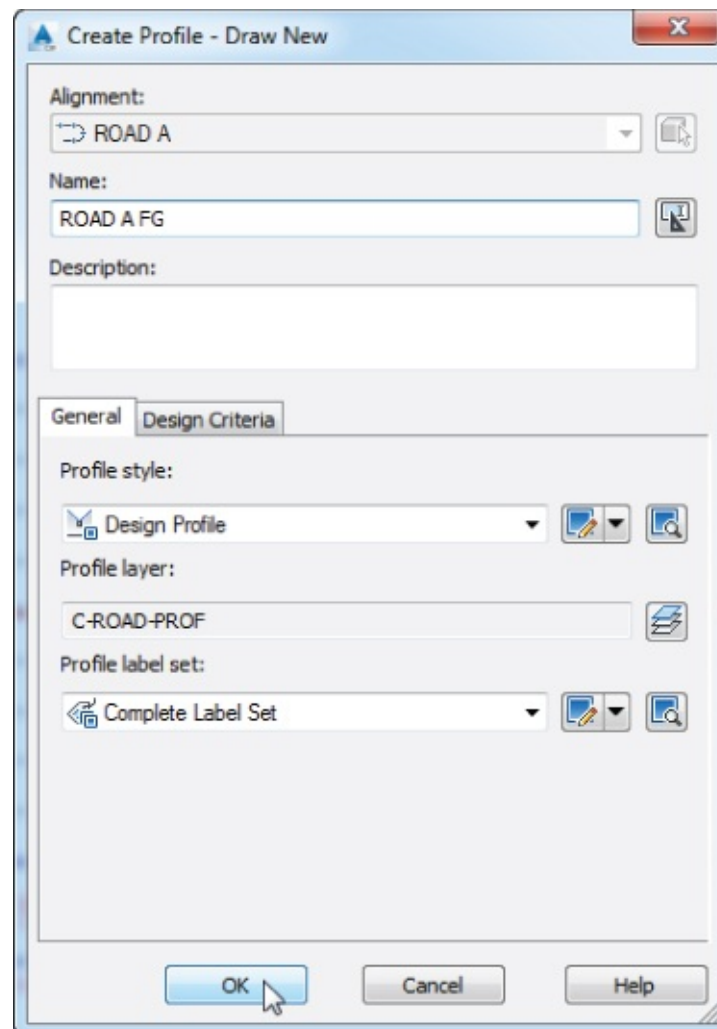 Create Profile - Draw New
Alignment:
ROAD A
Name:
ROAD A FG
Description:
General Design Criteria
Profile style:
Design Profile
Profile layer:
C-ROAD-PROF
Profile label set:
Complete Label Set
OK Cancel Help